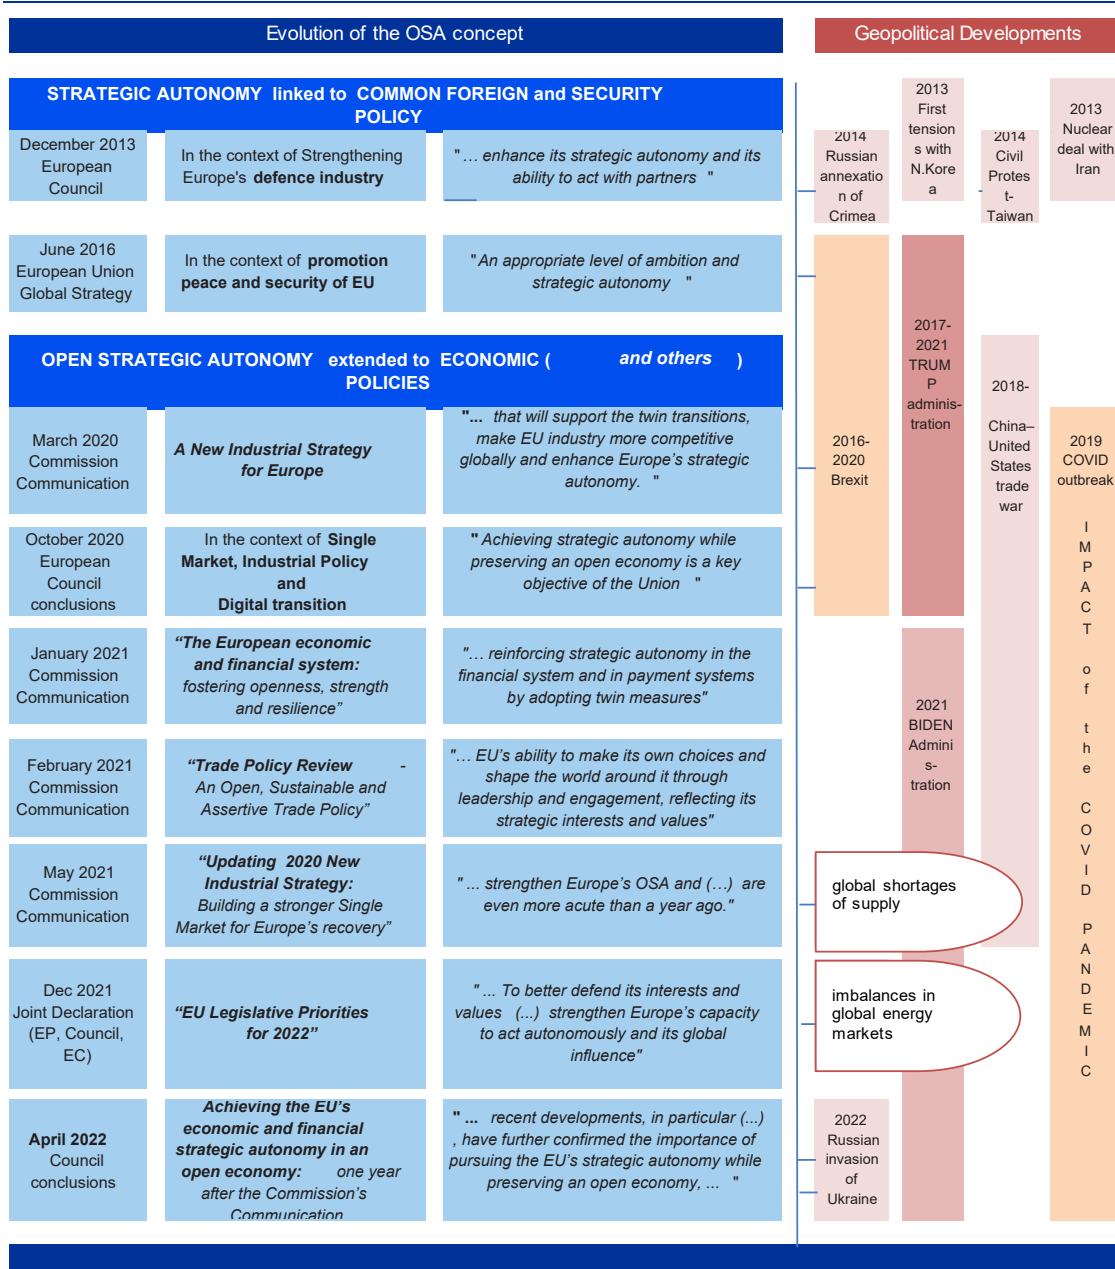 Evolution of the OSA concept
Geopolitical Developments
STRATEGIC AUTONOMY linked to COMMON FOREIGN and SECURITY
POLICY
December 2013
European
Council
In the context of Strengthening
Europe's defence industry
"… enhance its strategic autonomy and its
ability to act with partners "
June 2016
European Union
Global Strategy
In the context of promotion
peace and security of EU
"An appropriate level of ambition and
strategic autonomy "
OPEN STRATEGIC AUTONOMY extended to ECONOMIC ( and others )
POLICIES
March 2020
Commission
Communication
A New Industrial Strategy
for Europe
"... that will support the twin transitions,
make EU industry more competitive
globally and enhance Europe's strategic
autonomy. "
October 2020
European
Council
conclusions
In the context of Single
Market, Industrial Policy
and
Digital transition
" Achieving strategic autonomy while
preserving an open economy is a key
objective of the Union "
January 2021
Commission
Communication
“The European economic
and financial system:
fostering openness, strength
and resilience”
"… reinforcing strategic autonomy in the
financial system and in payment systems
by adopting twin measures"
February 2021
Commission
Communication
“Trade Policy Review -
An Open, Sustainable and
Assertive Trade Policy”
"… EU's ability to make its own choices and
shape the world around it through
leadership and engagement, reflecting its
strategic interests and values"
May 2021
Commission
Communication
“Updating 2020 New
Industrial Strategy:
Building a stronger Single
Market for Europe's recovery”
" ... strengthen Europe's OSA and (…) are
even more acute than a year ago."
Dec 2021
Joint Declaration
(EP, Council,
EC)
“EU Legislative Priorities
for 2022”
" ... To better defend its interests and
values (...) strengthen Europe's capacity
to act autonomously and its global
influence"
April 2022
Council
conclusions
Achieving the EU's
economic and financial
strategic autonomy in an
open economy: one year
after the Commission's
Communication
" ... recent developments, in particular (...)
, have further confirmed the importance of
pursuing the EU's strategic autonomy while
preserving an open economy, ... "
2014
Russian
annexatio
n of
Crimea
2013
First
tension
s with
N.Kore
a
2014
Civil
Protes
t-
Taiwan
2013
Nuclear
deal with
Iran
2016-
2020
Brexit
2017-
2021
TRUM
P
adminis-
tration
2018-
China–
United
States
trade
war
2019
COVID
outbreak
I
M
P
A
C
T
o
f
t
h
e
C
O
V
I
D
P
A
N
D
E
M
I
C
2021
BIDEN
Admini
s-
tration
global shortages
of supply
imbalances in
global energy
markets
2022
Russian
invasion
of
Ukraine